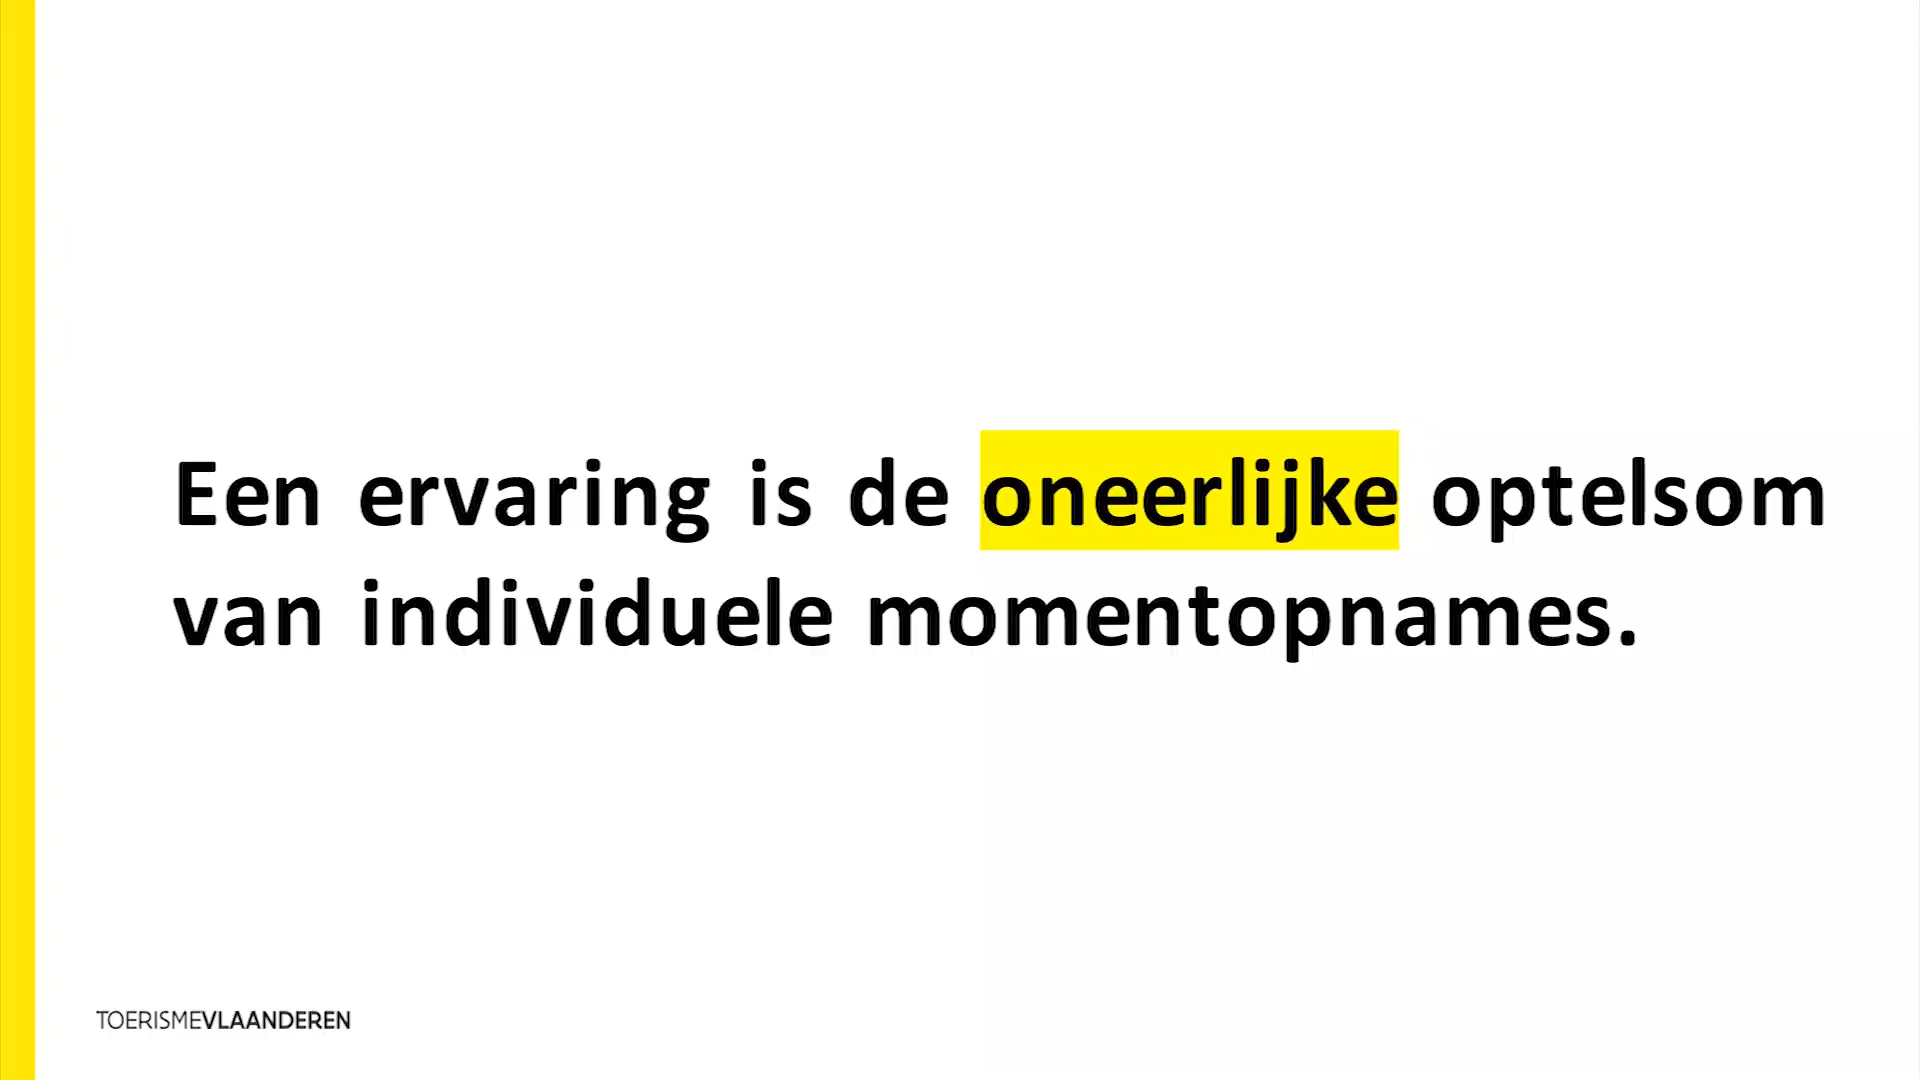 Een ervaring is de oneerlijke optelsom
van individuele momentopnames.
TOERISMEVLAANDEREN